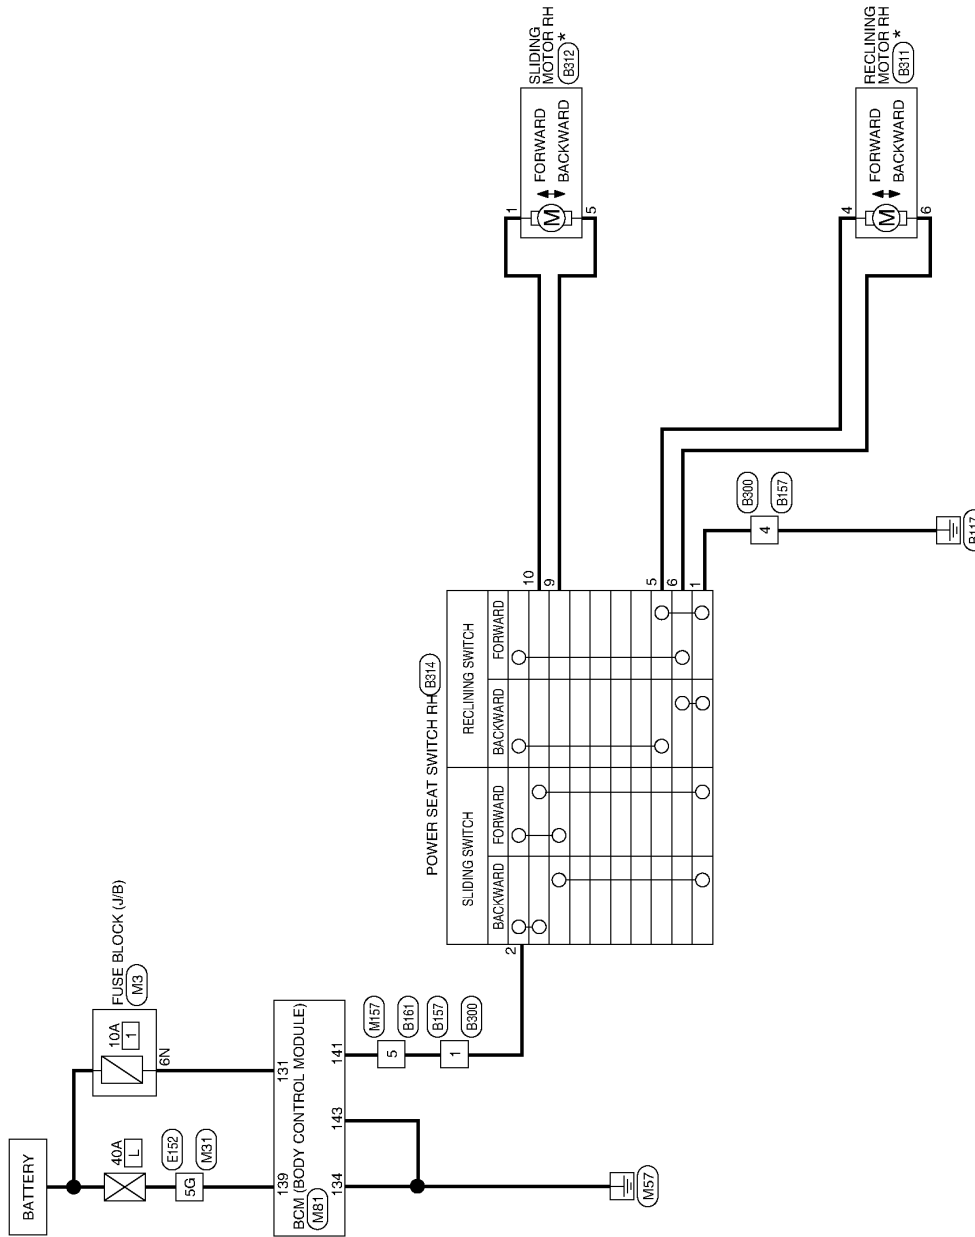 BATTERY
40A
L
5G
E152
M31
FUSE BLOCK (J/B)
M3
10A
1
6N
139
131
BCM (BODY CONTROL MODULE)
M81
134
143
141
M57
5
M157
B161
1
B157
B300
2
POWER SEAT SWITCH RH
B314
SLIDING SWITCH
RECLINING SWITCH
BACKWARD
FORWARD
BACKWARD
FORWARD
10
9
5
6
1
4
B300
B157
B117
SLIDING
MOTOR RH
B312
*
1
5
M
FORWARD
BACKWARD
RECLINING
MOTOR RH
B311
*
4
6
M
FORWARD
BACKWARD